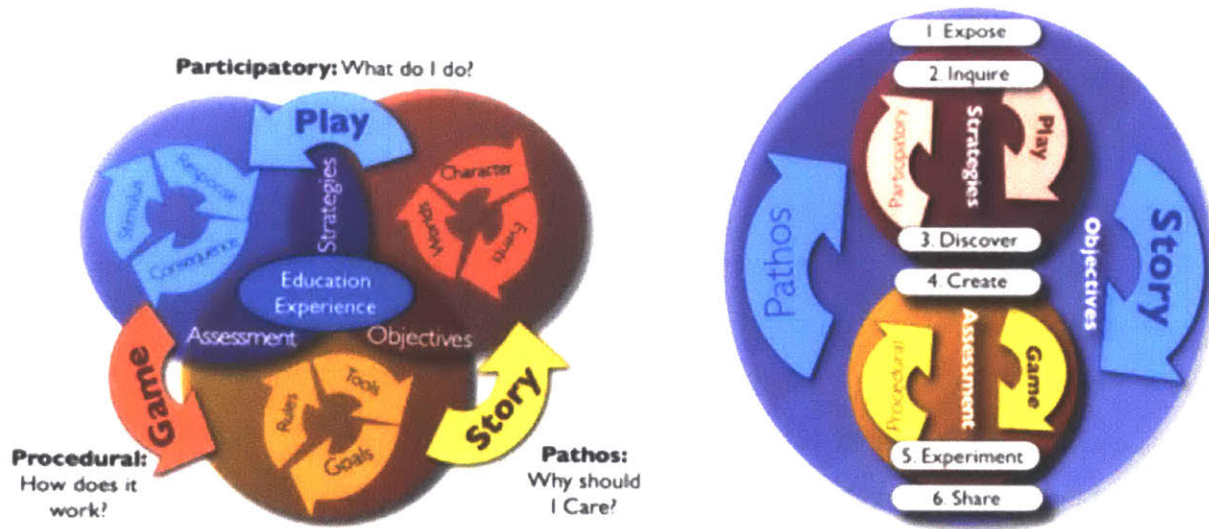 Participatory: What do I do?
Play
Strategies
Stimulus
Response
Consequence
Character
Events
Worlds
Education
Experience
Assessment
Objectives
Game
Rules
Tools
Goals
Story
Procedural:
How does it
work?
Pathos:
Why should
I Care?
1. Expose
2. Inquire
Participatory
Strategies
Play
3. Discover
Pathos
Objectives
Story
4. Create
Procedural
Assessment
Game
5. Experiment
6. Share